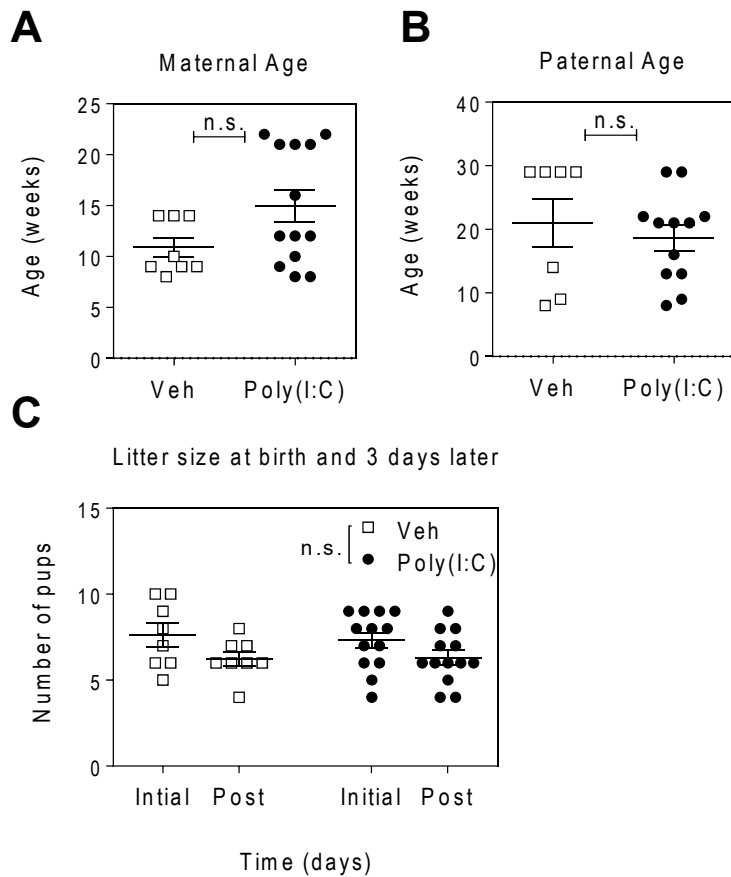 A
Maternal Age
Age (weeks)
25
20
15
10
5
0
n.s.
Veh
Poly(I:C)
B
Paternal Age
Age (weeks)
40
30
20
10
0
n.s.
Veh
Poly(I:C)
C
Litter size at birth and 3 days later
Number of pups
15
10
5
0
n.s.
Veh
Poly(I:C)
Intial
Post
Initial
Post
Time (days)